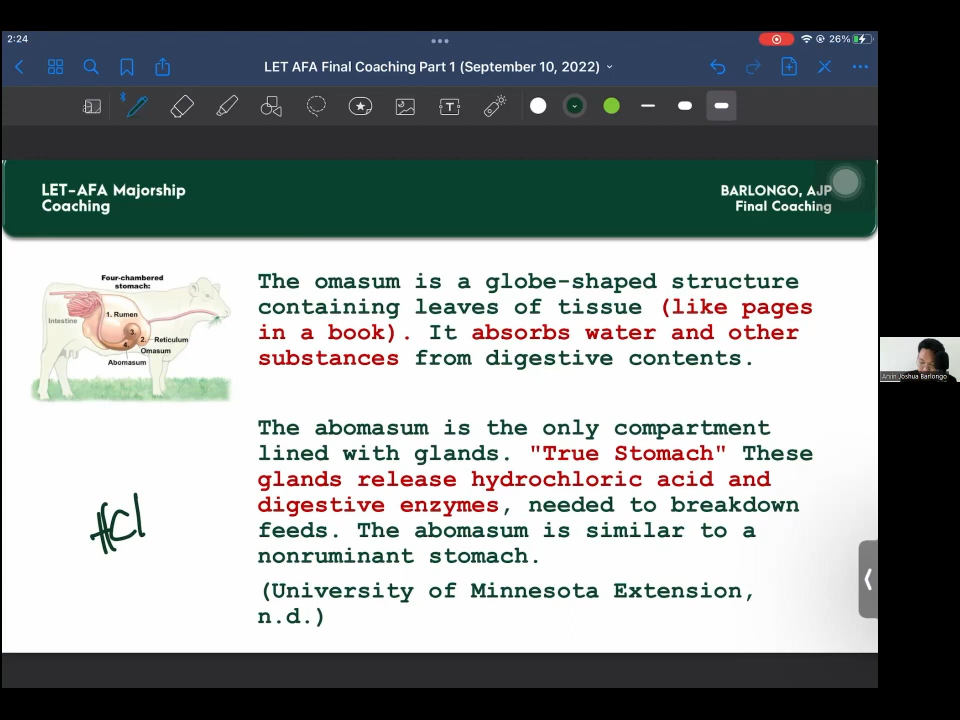 2:24
26%
LET AFA Final Coaching Part 1 (September 10, 2022)
LET-AFA Majorship
Coaching
BARLONGO, AJP
Final Coaching
Four-chambered
stomach:
Intestine
1. Rumen
3.
2.
Reticulum
4.
Omasum
Abomasum
The omasum is a globe-shaped structure
containing leaves of tissue (like pages
in a book). It absorbs water and other
substances from digestive contents.
The abomasum is the only compartment
lined with glands. "True Stomach" These
glands release hydrochloric acid and
digestive enzymes, needed to breakdown
feeds. The abomasum is similar to a
nonruminant stomach.
(University of Minnesota Extension,
n.d.)
HCl
Joshua Barlongo